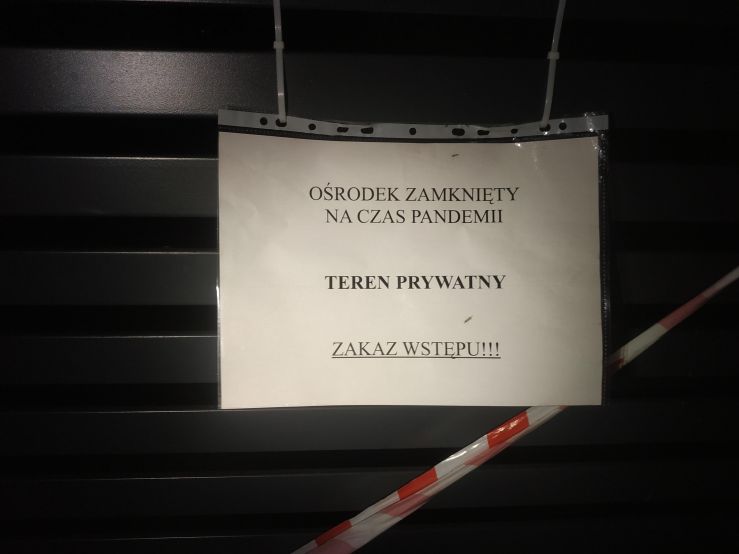 OŚRODEK ZAMKNIĘTY
NA CZAS PANDEMII
TEREN PRYWATNY
ZAKAZ WSTĘPU!!!